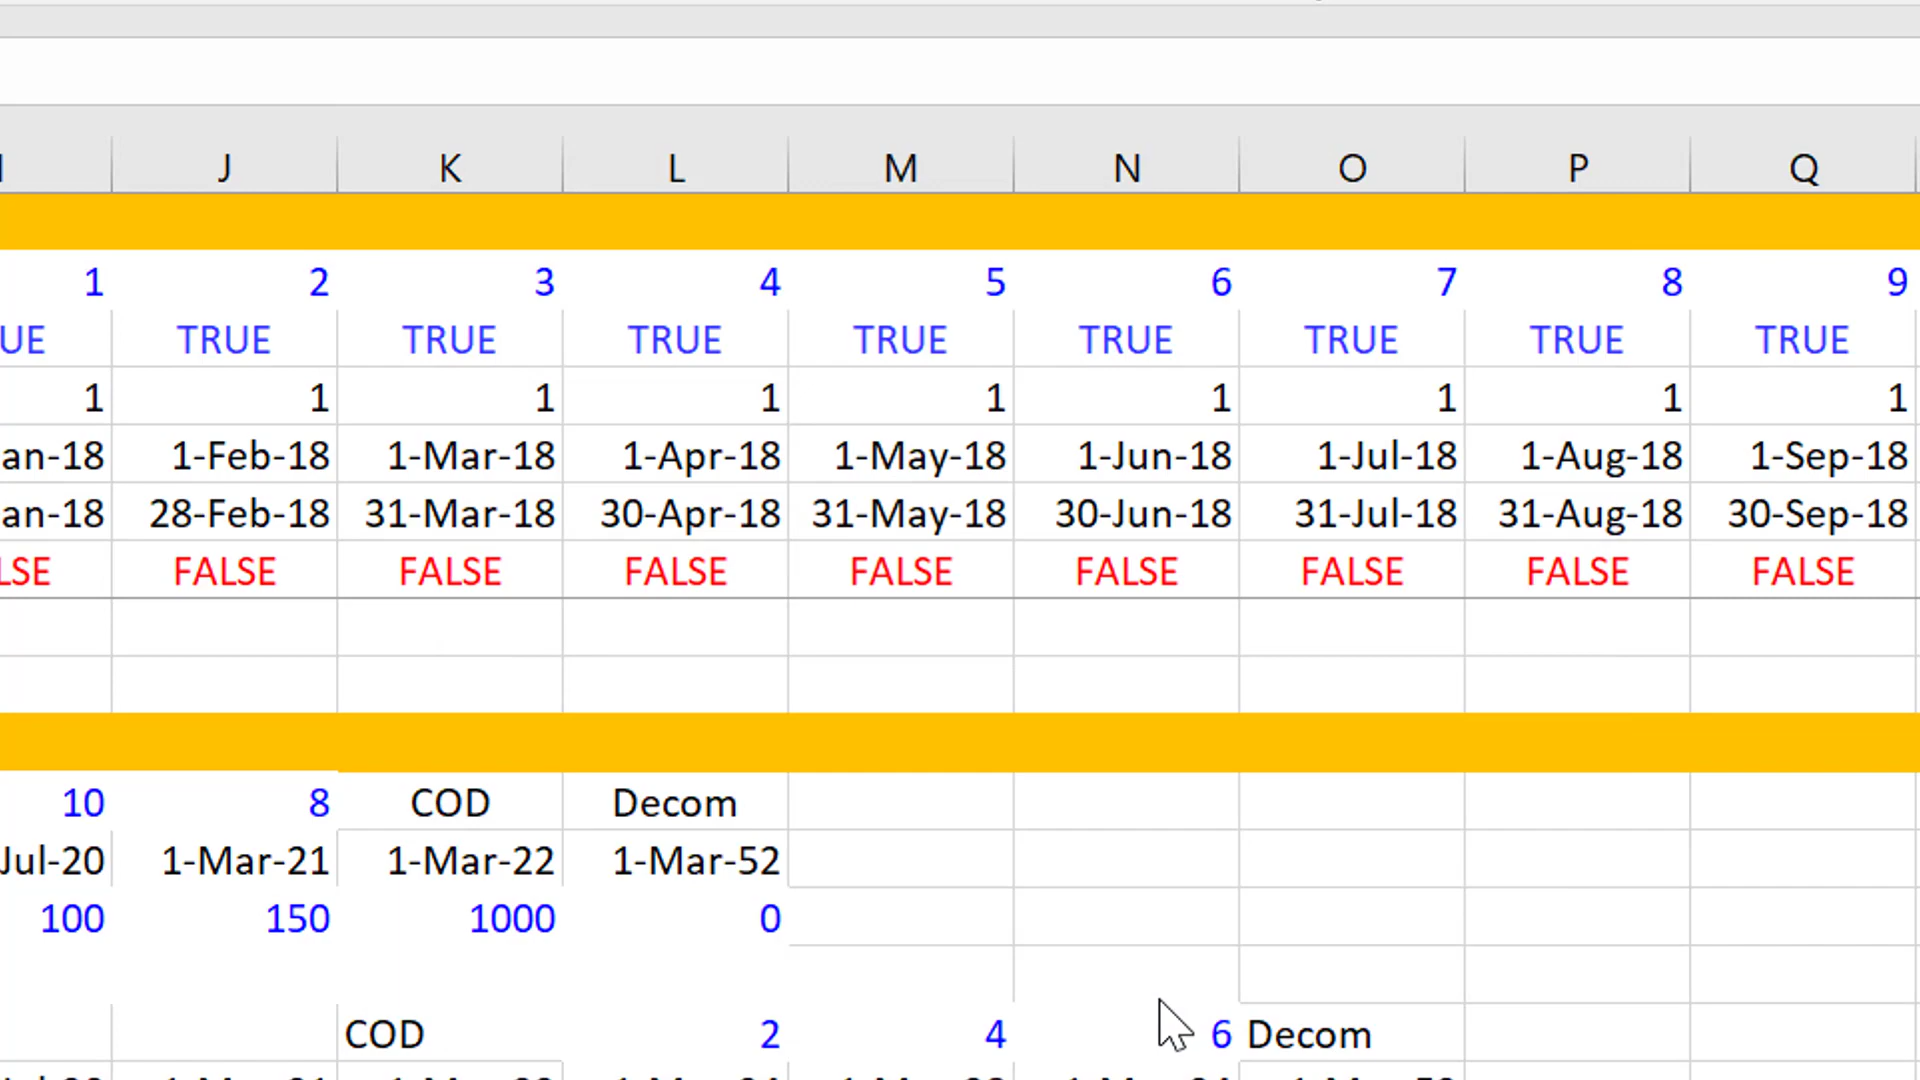 J K L M N O P Q
1 2 3 4 5 6 7 8 9
UE TRUE TRUE TRUE TRUE TRUE TRUE TRUE TRUE
1 1 1 1 1 1 1 1 1
an-18 1-Feb-18 1-Mar-18 1-Apr-18 1-May-18 1-Jun-18 1-Jul-18 1-Aug-18 1-Sep-18
an-18 28-Feb-18 31-Mar-18 30-Apr-18 31-May-18 30-Jun-18 31-Jul-18 31-Aug-18 30-Sep-18
LSE FALSE FALSE FALSE FALSE FALSE FALSE FALSE FALSE
10 8 COD Decom
Jul-20 1-Mar-21 1-Mar-22 1-Mar-52
100 150 1000 0
COD 2 4 6 Decom